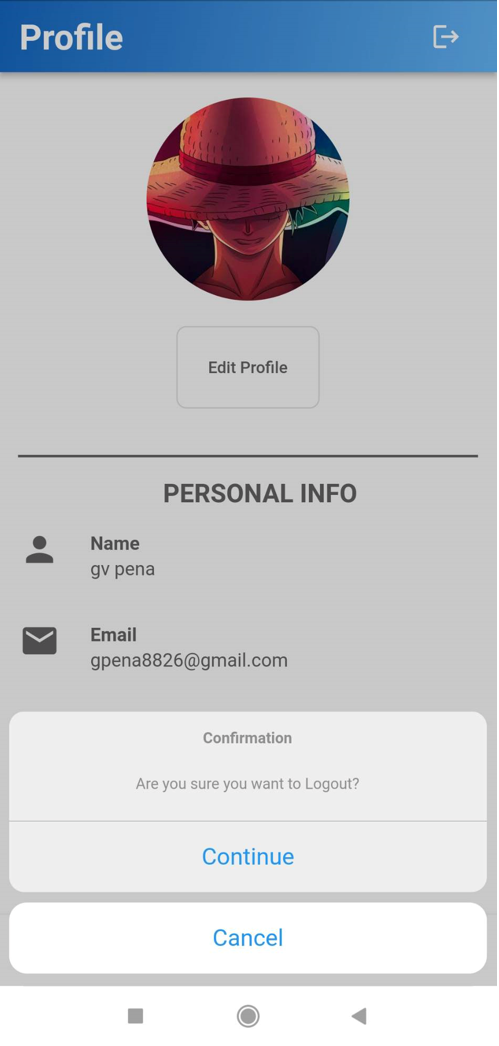 Profile
Edit Profile
PERSONAL INFO
Name
gv pena
Email
gpena8826@gmail.com
Confirmation
Are you sure you want to Logout?
Continue
Cancel